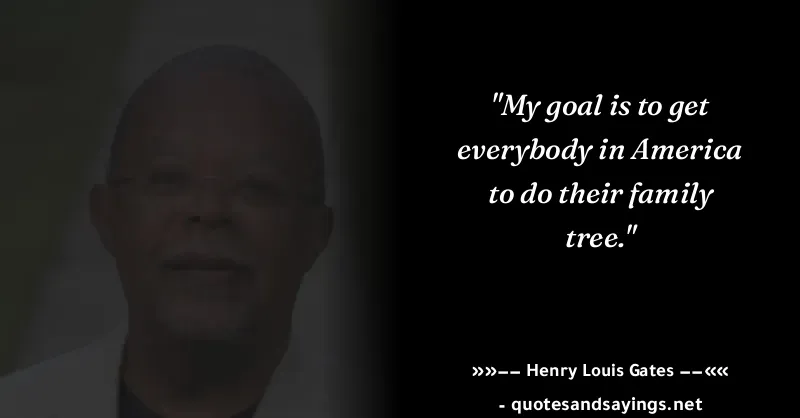 "My goal is to get
everybody in America
to do their family
tree."
»»−− Henry Louis Gates −−««
- quotesandsayings.net